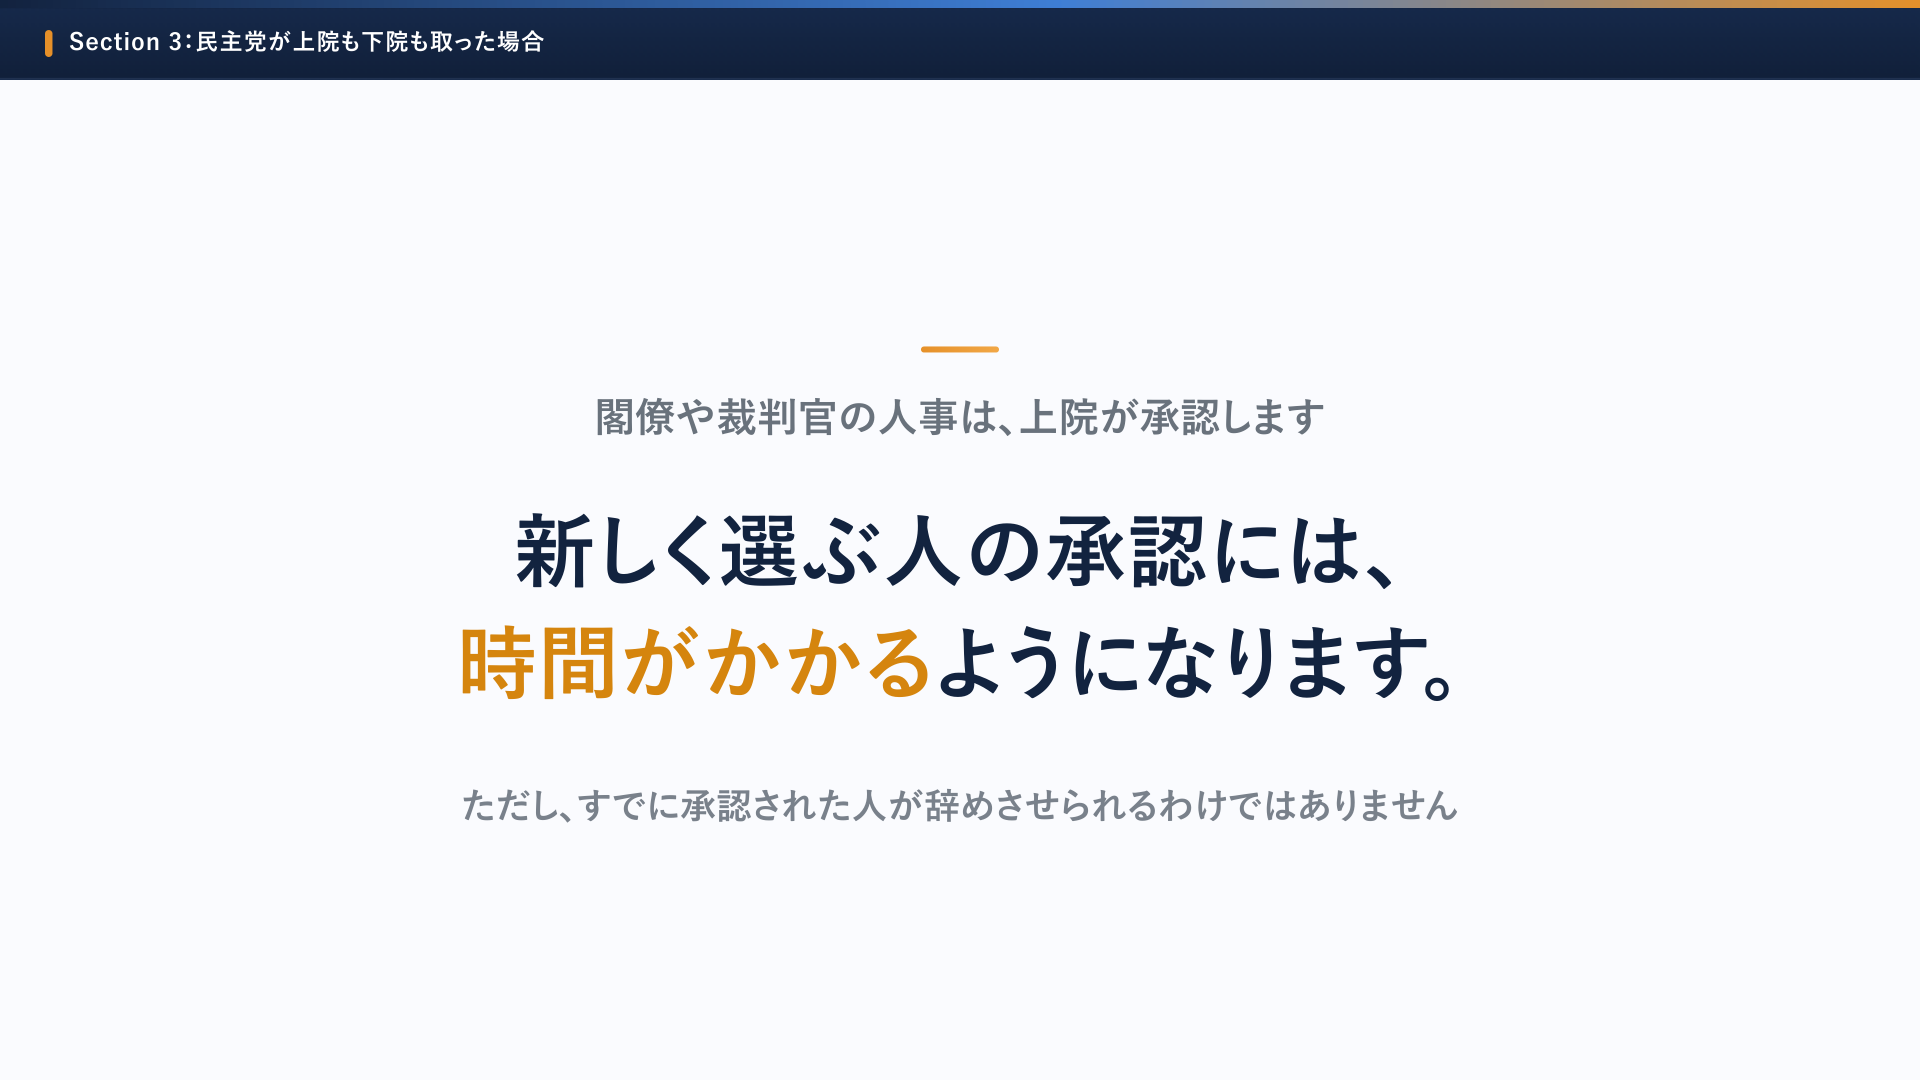 Section 3：民主党が上院も下院も取った場合
閣僚や裁判官の人事は、上院が承認します
新しく選ぶ人の承認には、
時間がかかるようになります。
ただし、すでに承認された人が辞めさせられるわけではありません